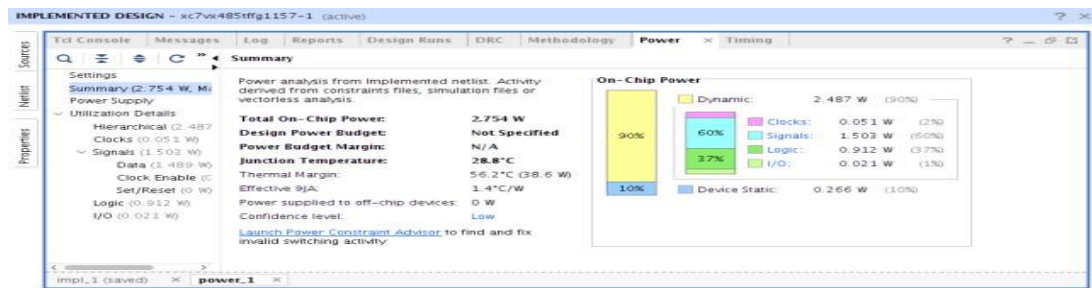 IMPLEMENTED DESIGN - xc7vx485tffg1157-1 (active)
Tcl Console Messages Log Reports Design Runs DRC Methodology Power Timing
Sources
Netlist
Properties
Settings
Summary (2.754 W, Ma
Power Supply
Utilization Details
Hierarchical (2.487
Clocks (0.051 W)
Signals (1.503 W)
Data (1.489 W)
Clock Enable (0
Set/Reset (0 W)
Logic (0.912 W)
I/O (0.021 W)
Summary
Power analysis from Implemented netlist. Activity
derived from constraints files, simulation files or
vectorless analysis.
Total On-Chip Power: 2.754 W
Design Power Budget: Not Specified
Power Budget Margin: N/A
Junction Temperature: 28.8°C
Thermal Margin: 56.2°C (38.6 W)
Effective ϑJA: 1.4°C/W
Power supplied to off-chip devices: 0 W
Confidence level: Low
Launch Power Constraint Advisor to find and fix
invalid switching activity
On-Chip Power
90%
10%
Dynamic: 2.487 W (90%)
60%
37%
Clocks: 0.051 W (2%)
Signals: 1.503 W (60%)
Logic: 0.912 W (37%)
I/O: 0.021 W (1%)
Device Static: 0.266 W (10%)
impl_1 (saved) power_1